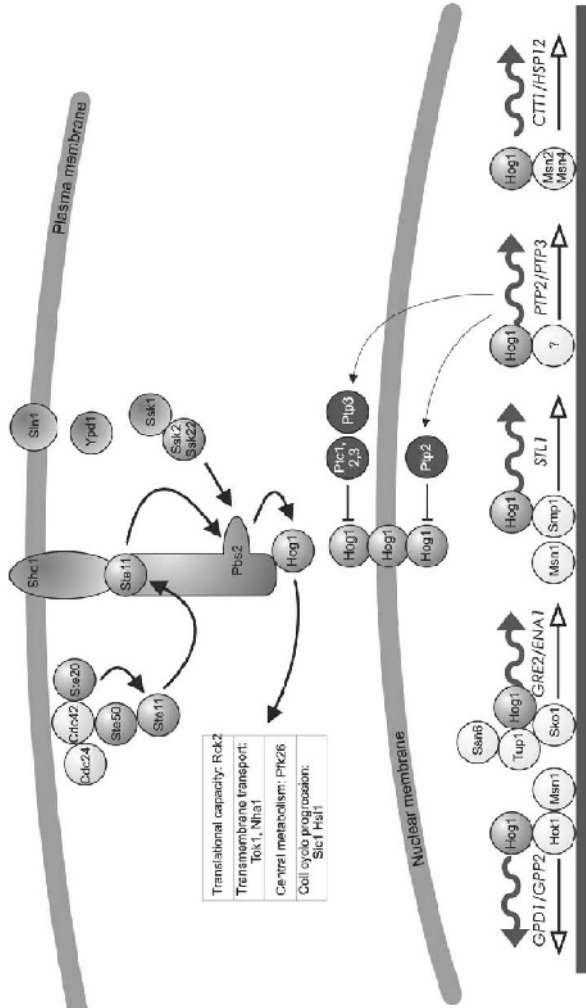 Plasma membrane
Sho1
Sln1
Cdc24
Cdc42
Ste20
Ste50
Ste11
Ste11
Ypd1
Ssk1
Ssk2
Ssk22
Pbs2
Hog1
Translational capacity: Rck2
Transmembrane transport:
Tok1, Nha1
Central metabolism: Pfk26
Cell cycle progression:
Sic1 Hsl1
Hog1
Ptc1,
2,3
Ptp3
Nuclear membrane
Hog1
Hog1
Ptp2
Hog1
GPD1/GPP2
Hot1
Msn1
Ssn6
Tup1
Hog1
GRE2/ENA1
Sko1
Hog1
STL1
Msn1
Smp1
Hog1
PTP2/PTP3
?
Hog1
CTT1/HSP12
Msn2
Msn4